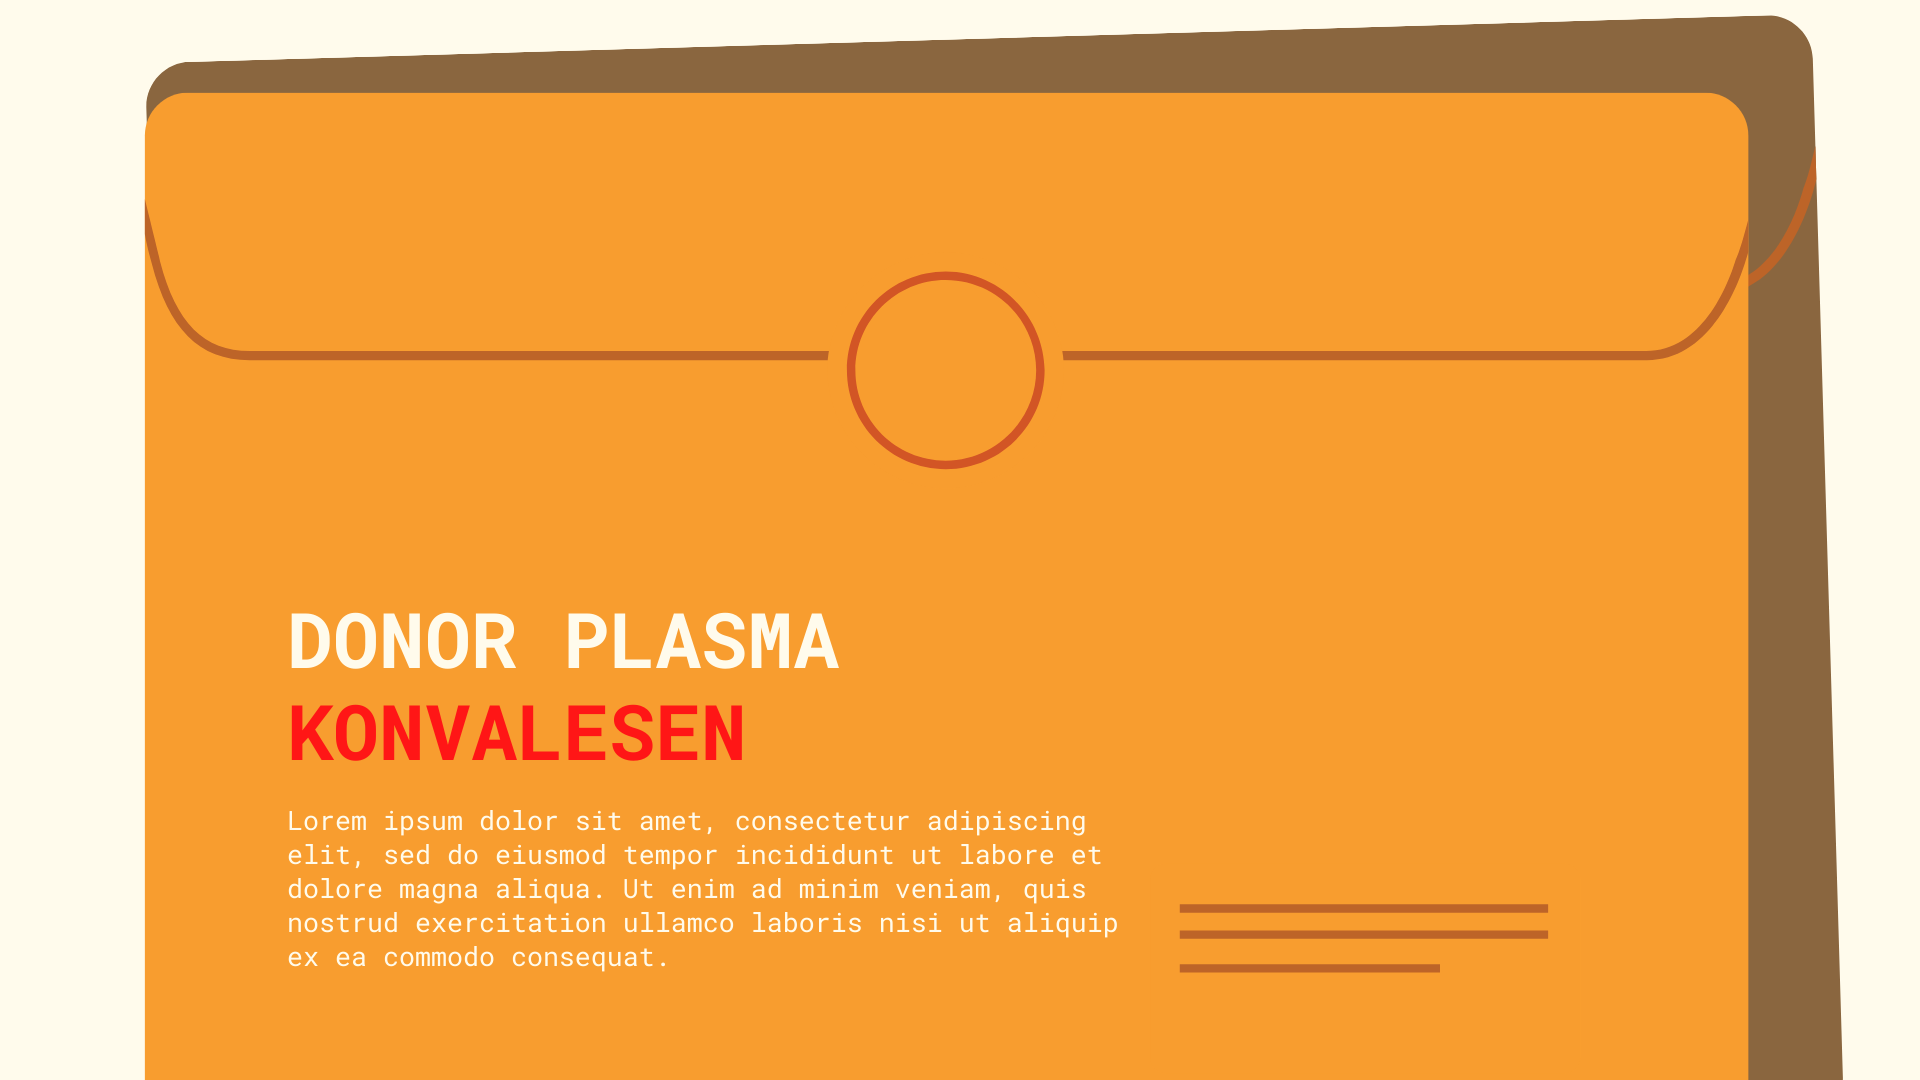 DONOR PLASMA
KONVALESEN
Lorem ipsum dolor sit amet, consectetur adipiscing
elit, sed do eiusmod tempor incididunt ut labore et
dolore magna aliqua. Ut enim ad minim veniam, quis
nostrud exercitation ullamco laboris nisi ut aliquip
ex ea commodo consequat.